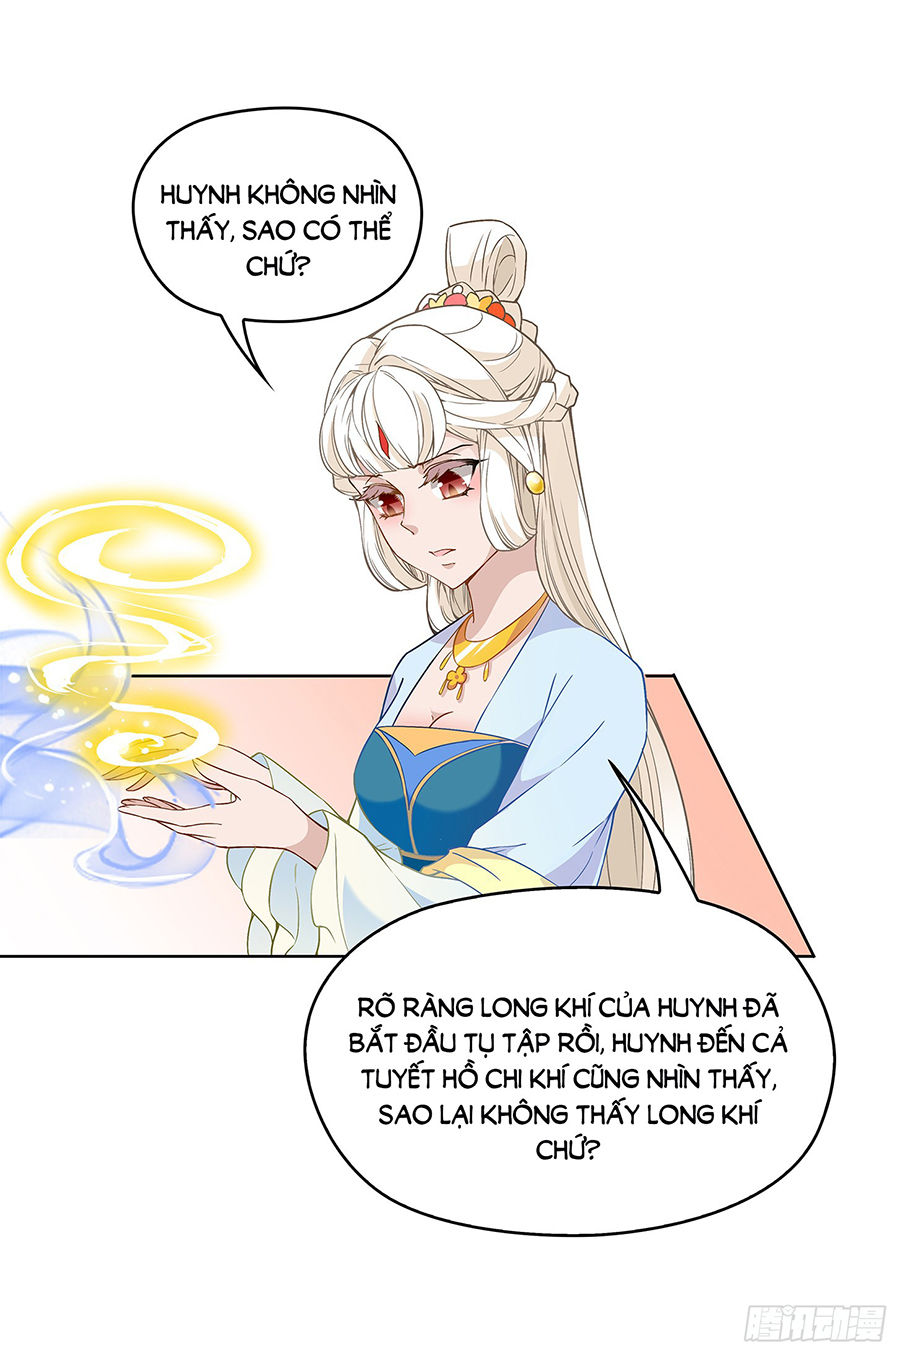 HUYNH KHÔNG NHÌN
THẤY, SAO CÓ THỂ
CHỨ?
RÕ RÀNG LONG KHÍ CỦA HUYNH ĐÃ
BẮT ĐẦU TỤ TẬP RỒI, HUYNH ĐẾN CẢ
TUYẾT HỒ CHI KHÍ CŨNG NHÌN THẤY,
SAO LẠI KHÔNG THẤY LONG KHÍ
CHỨ?
腾讯动漫